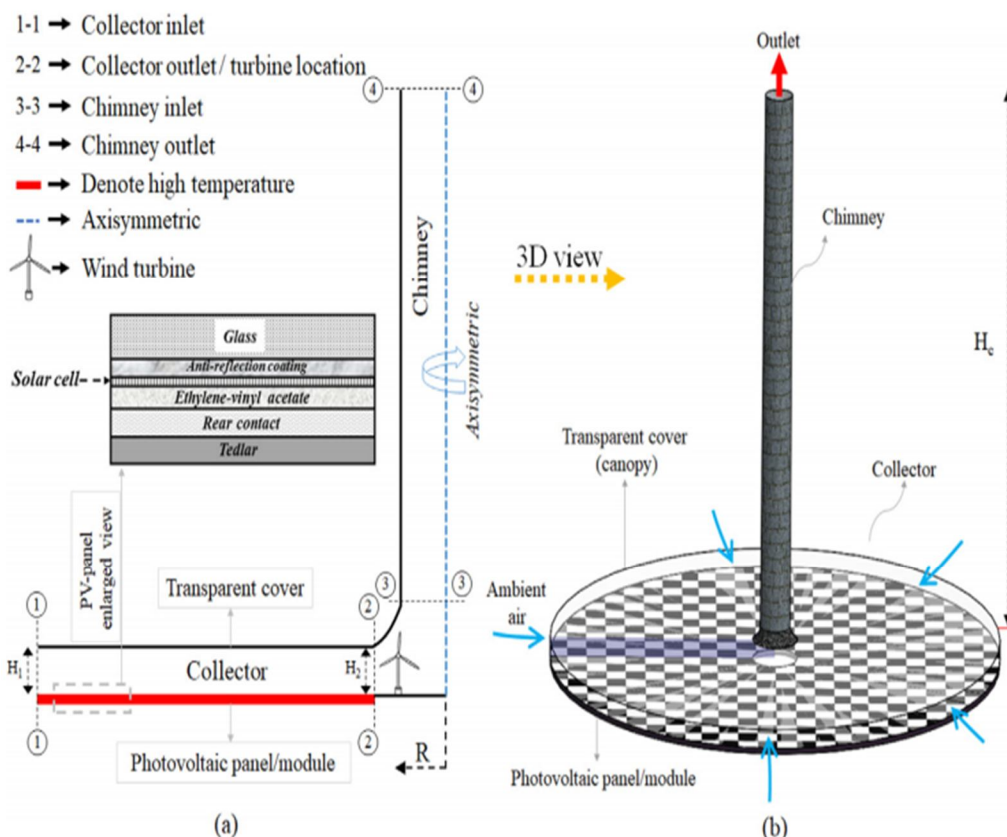 1-1 → Collector inlet
2-2 → Collector outlet/ turbine location
3-3 → Chimney inlet
4-4 → Chimney outlet
→ Denote high temperature
→ Axisymmetric
→ Wind turbine
Glass
Anti-reflection coating
Solar cell
Ethylene-vinyl acetate
Rear contact
Tedlar
PV-panel
enlarged view
Transparent cover
4
4
Chimney
Axisymmetric
3
3
1
2
H₁
Collector
H₂
1
2
Photovoltaic panel/module
R
(a)
3D view
Outlet
Chimney
H_c
Transparent cover
(canopy)
Collector
Ambient
air
Photovoltaic panel/module
(b)